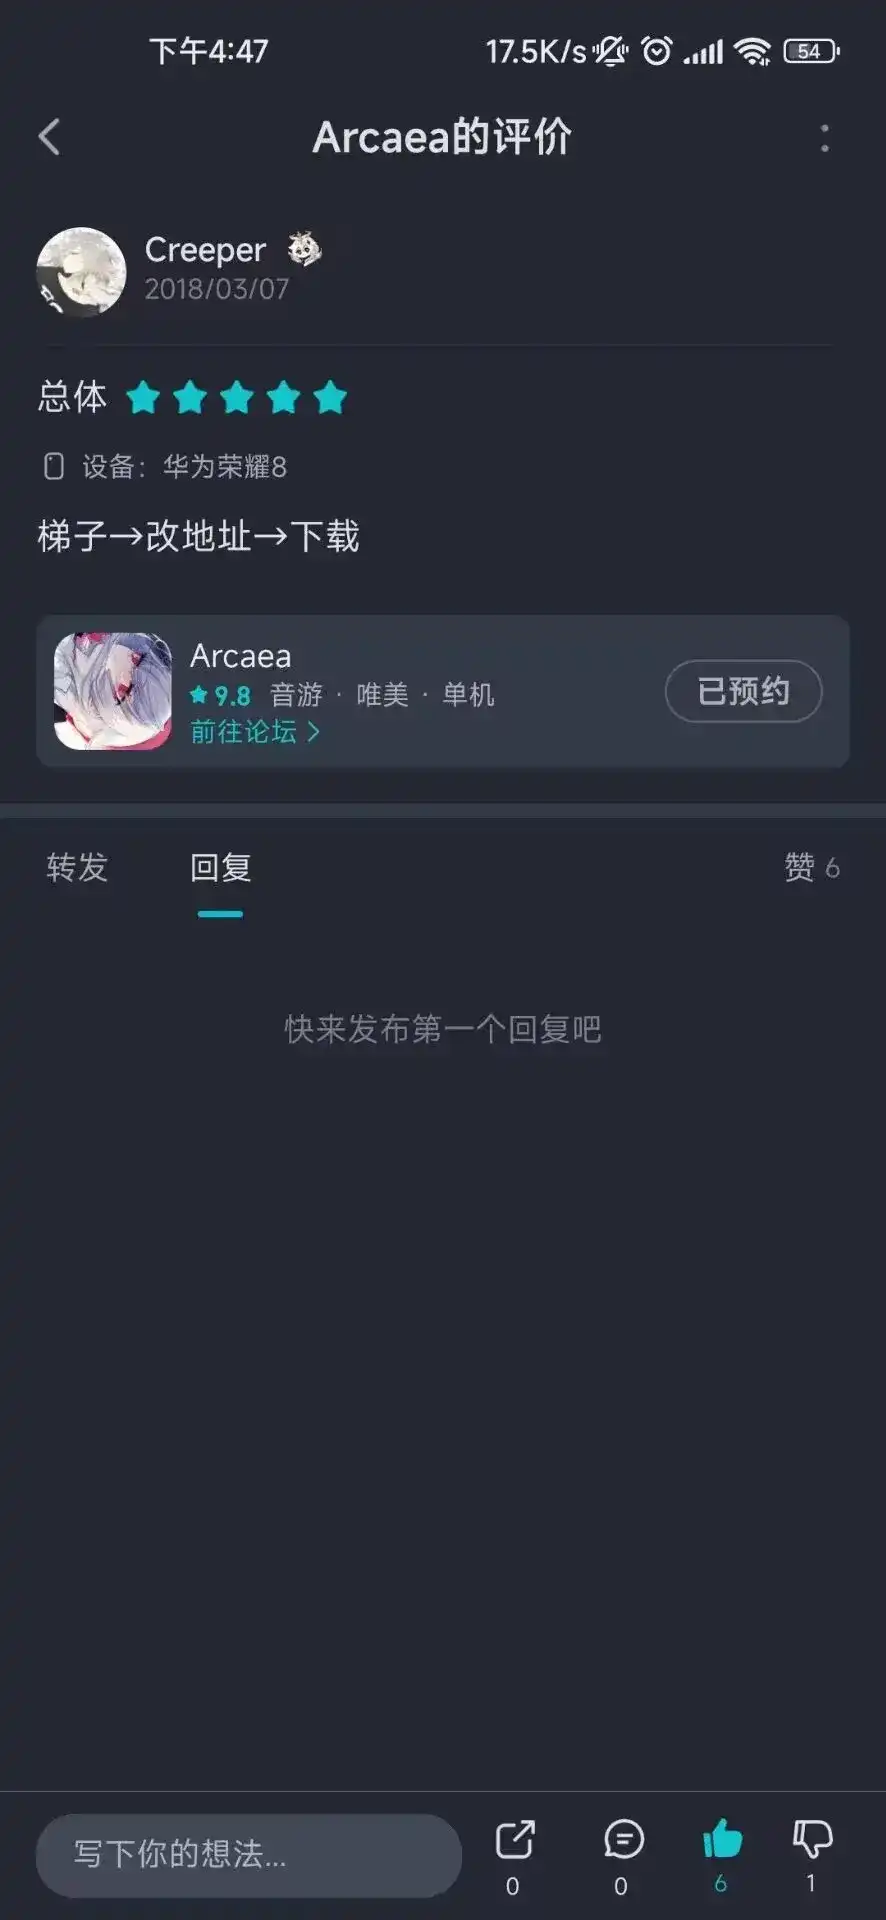 下午4:47
17.5K/s
54
Arcaea的评价
Creeper
2018/03/07
总体
设备：华为荣耀8
梯子→改地址→下载
Arcaea
9.8 音游 · 唯美 · 单机
已预约
前往论坛
转发 回复 赞 6
快来发布第一个回复吧
写下你的想法...
0 0 6 1